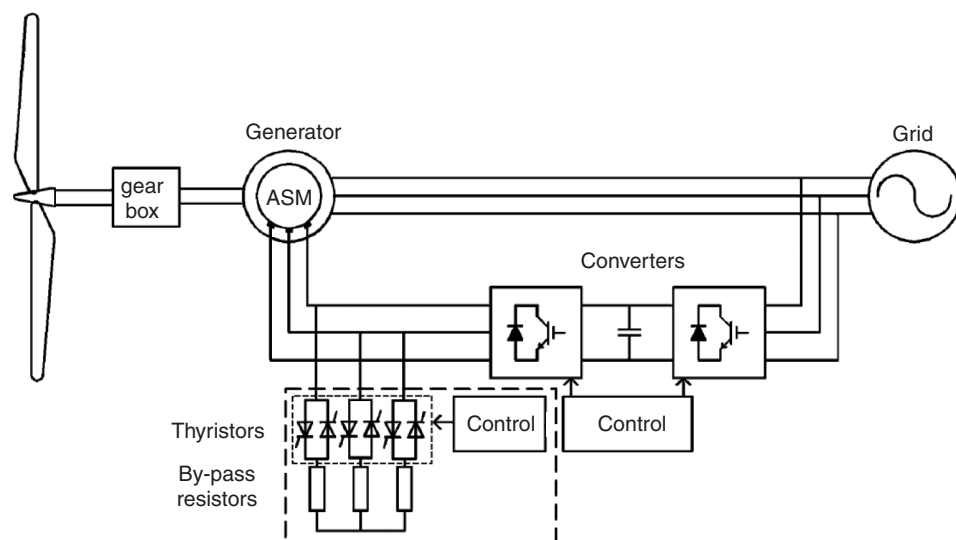 Generator
Grid
gear
box
ASM
Converters
Thyristors
Control
Control
By-pass
resistors